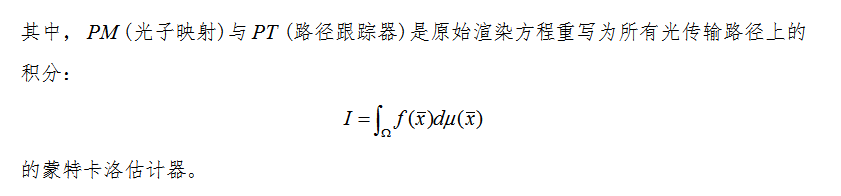 其中，PM (光子映射)与 PT (路径跟踪器)是原始渲染方程重写为所有光传输路径上的
积分：
I = ∫_Ω f(x̄)dμ(x̄)
的蒙特卡洛估计器。